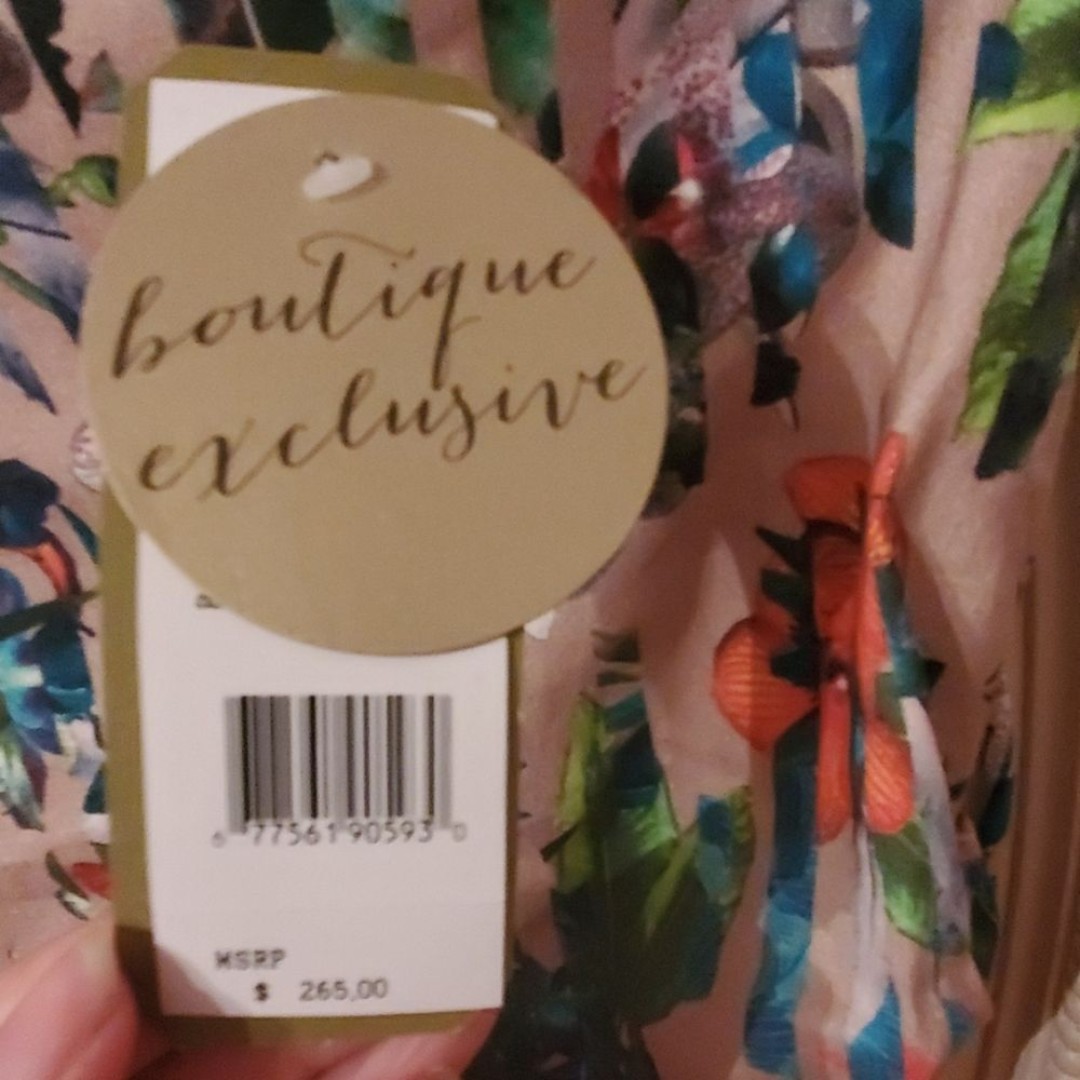 boutique
exclusive
6 77561 90593 0
MSRP
$ 265.00